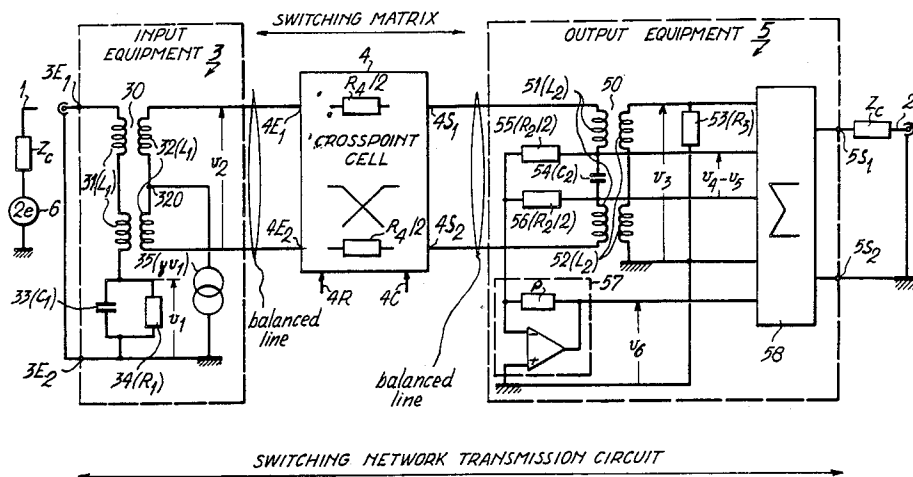 SWITCHING MATRIX
INPUT EQUIPMENT 3
OUTPUT EQUIPMENT 5
3E1
1
30
4
R4/2
4E1
CROSSPOINT CELL
4S1
51(L2)
50
55(R2/2)
53(R3)
Zc
2
5S1
Zc
31(L1)
32(L1)
320
v2
54(C2)
v3
v4-v5
Σ
2e
6
56(R2/2)
35(γv1)
4E2
R4/2
4S2
52(L2)
57
5S2
33(C1)
v1
4R
4C
ρ
58
3E2
34(R1)
balanced line
balanced line
-
+
v6
SWITCHING NETWORK TRANSMISSION CIRCUIT